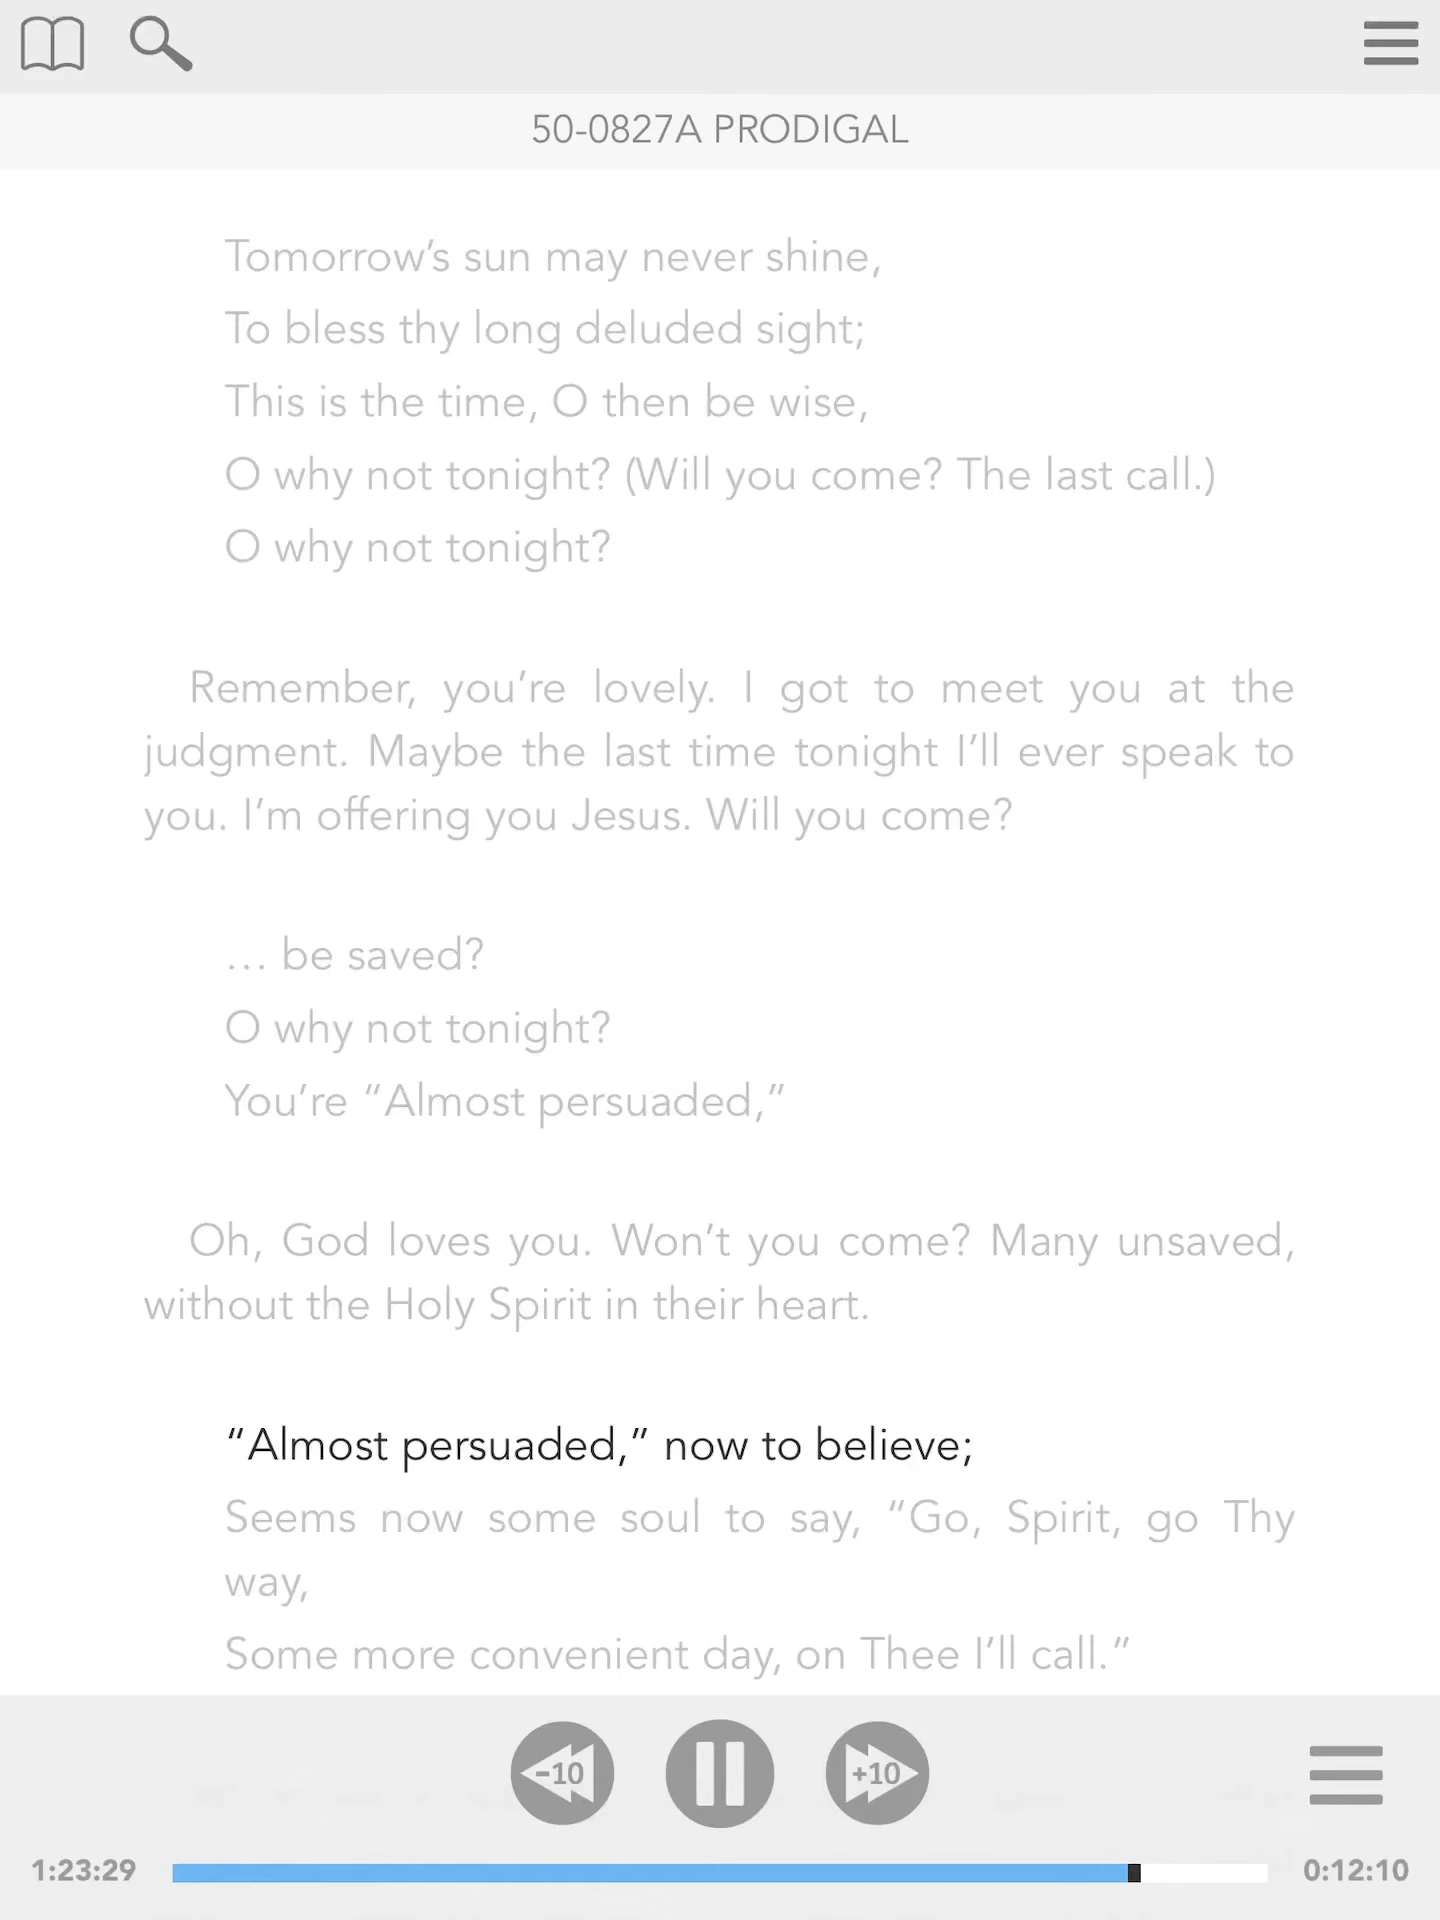 50-0827A PRODIGAL
Tomorrow’s sun may never shine,
To bless thy long deluded sight;
This is the time, O then be wise,
O why not tonight? (Will you come? The last call.)
O why not tonight?
Remember, you’re lovely. I got to meet you at the
judgment. Maybe the last time tonight I’ll ever speak to
you. I’m offering you Jesus. Will you come?
… be saved?
O why not tonight?
You’re “Almost persuaded,”
Oh, God loves you. Won’t you come? Many unsaved,
without the Holy Spirit in their heart.
“Almost persuaded,” now to believe;
Seems now some soul to say, “Go, Spirit, go Thy
way,
Some more convenient day, on Thee I’ll call.”
-10 +10
1:23:29 0:12:10